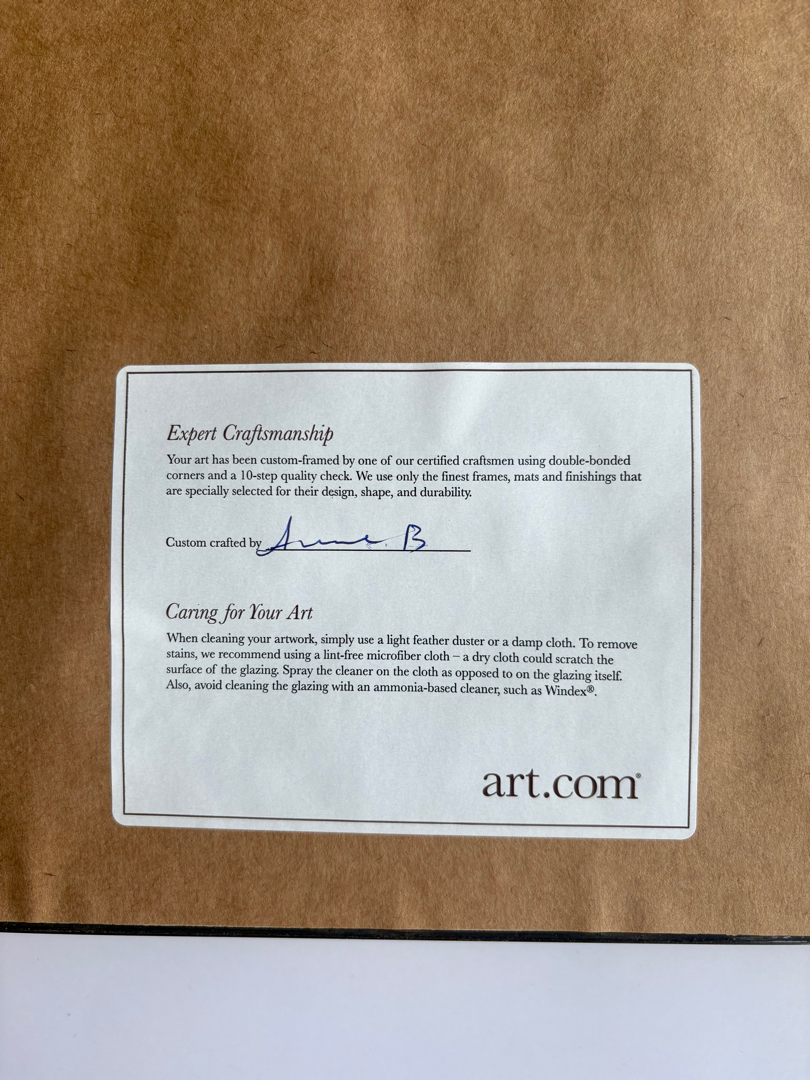 Expert Craftsmanship
Your art has been custom-framed by one of our certified craftsmen using double-bonded
corners and a 10-step quality check. We use only the finest frames, mats and finishings that
are specially selected for their design, shape, and durability.
Custom crafted by B
Caring for Your Art
When cleaning your artwork, simply use a light feather duster or a damp cloth. To remove
stains, we recommend using a lint-free microfiber cloth – a dry cloth could scratch the
surface of the glazing. Spray the cleaner on the cloth as opposed to on the glazing itself.
Also, avoid cleaning the glazing with an ammonia-based cleaner, such as Windex®.
art.com®